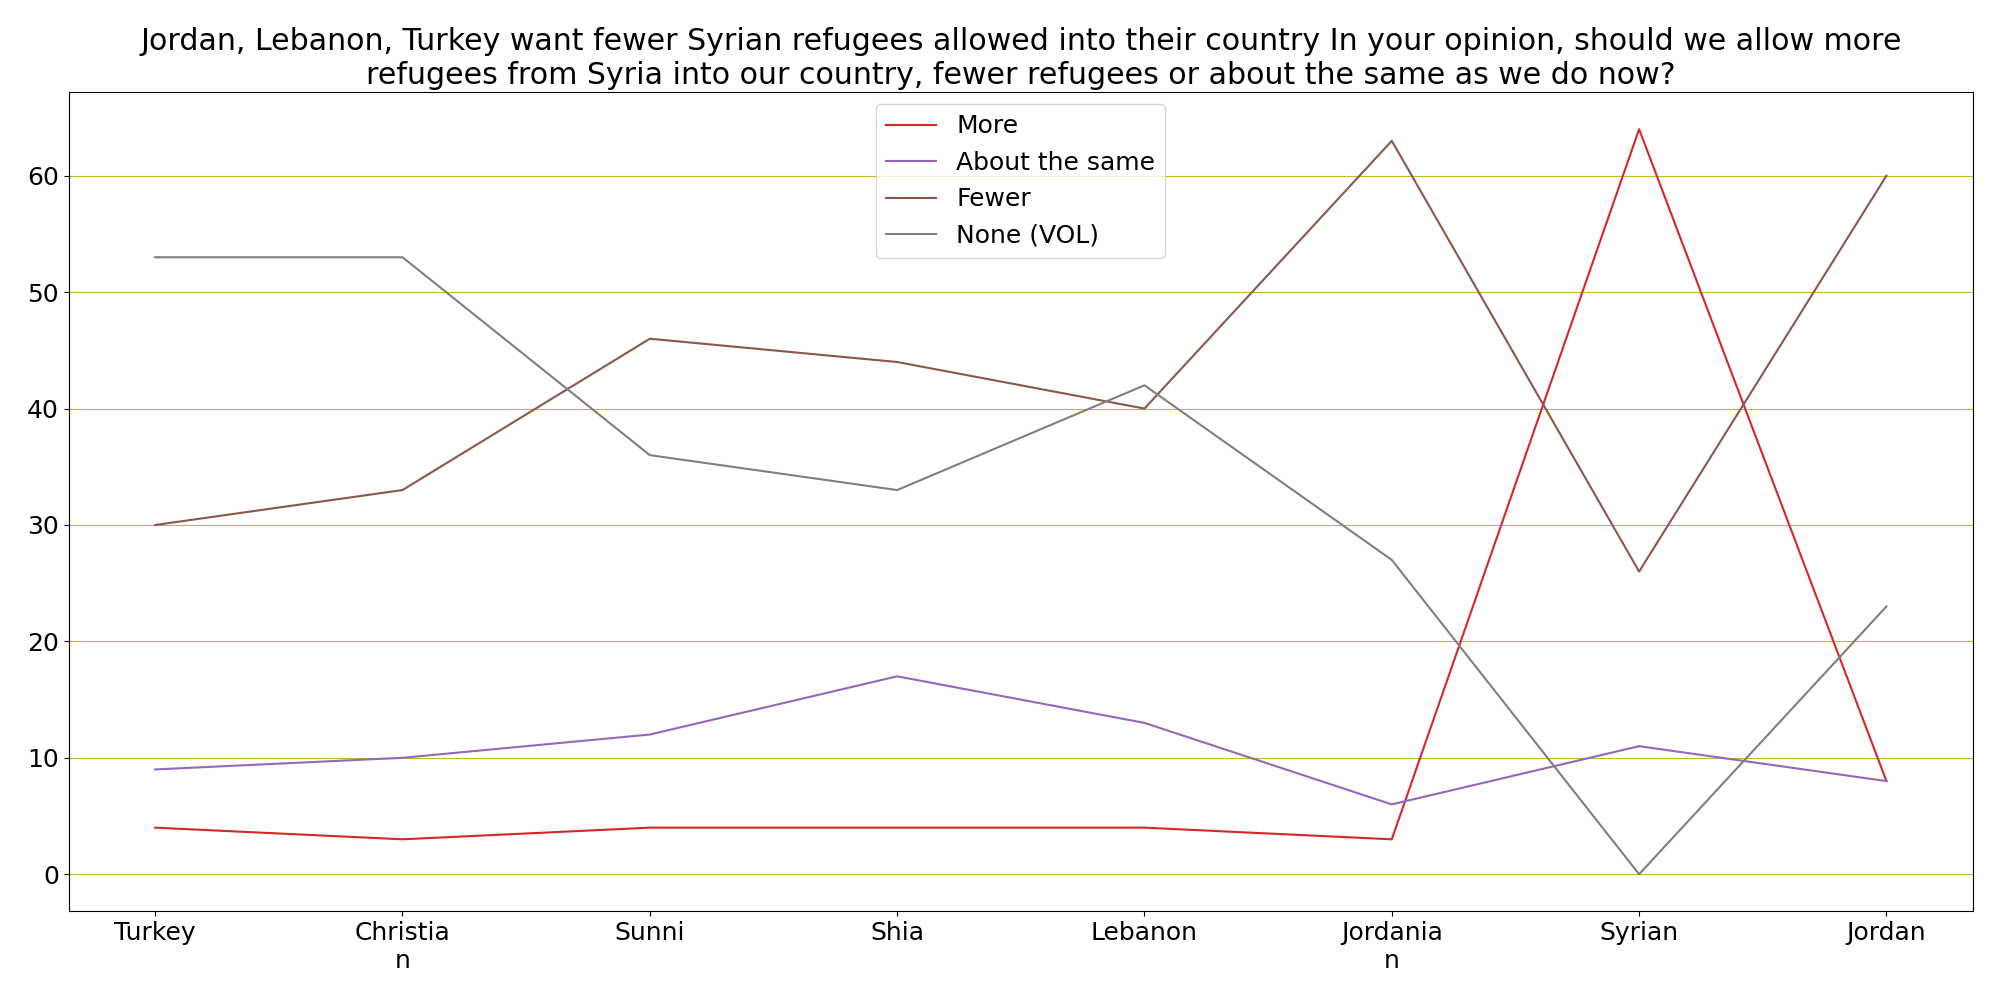 Jordan, Lebanon, Turkey want fewer Syrian refugees allowed into their country In your opinion, should we allow more
refugees from Syria into our country, fewer refugees or about the same as we do now?
More
About the same
Fewer
None (VOL)
60
50
40
30
20
10
0
Turkey
Christia
n
Sunni
Shia
Lebanon
Jordania
n
Syrian
Jordan